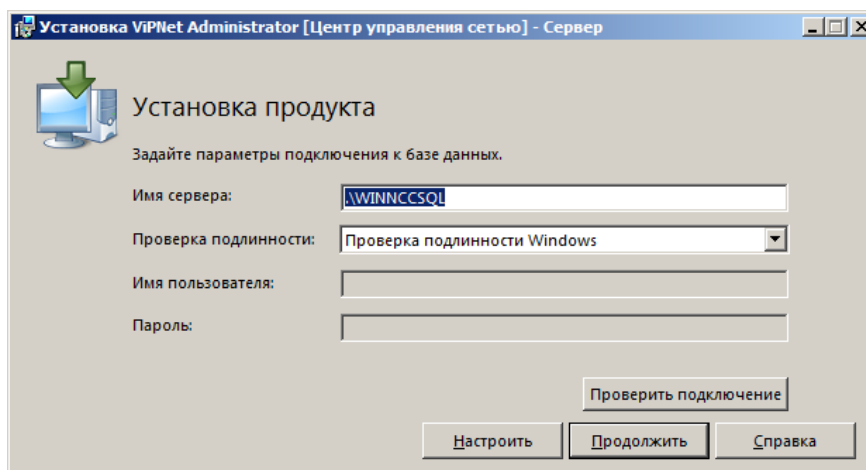 Установка ViPNet Administrator [Центр управления сетью] - Сервер
Установка продукта
Задайте параметры подключения к базе данных.
Имя сервера: .\WINNCCSQL
Проверка подлинности: Проверка подлинности Windows
Имя пользователя:
Пароль:
Проверить подключение
Настроить Продолжить Справка